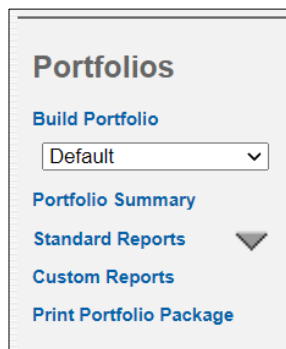 Portfolios
Build Portfolio
Default
Portfolio Summary
Standard Reports
Custom Reports
Print Portfolio Package